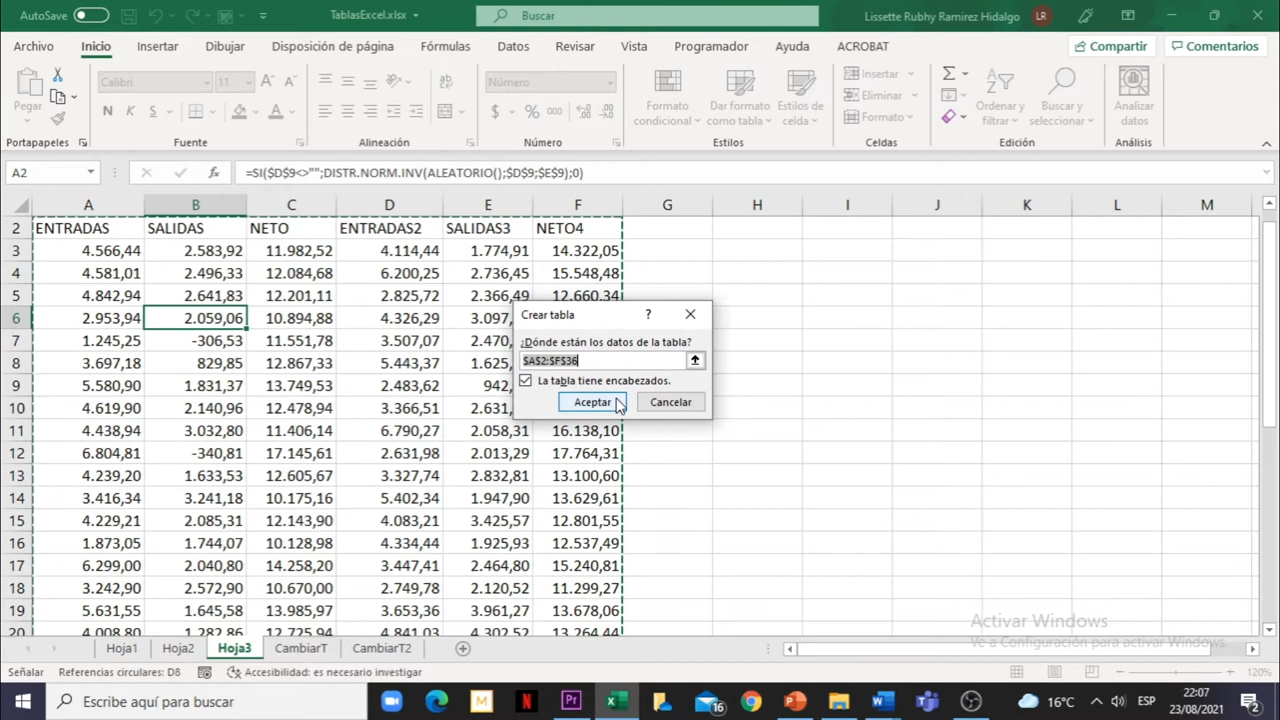 AutoSave
TablasExcel.xlsx
Buscar
Lissette Rubhy Ramirez Hidalgo
LR
Archivo Inicio Insertar Dibujar Disposición de página Fórmulas Datos Revisar Vista Programador Ayuda ACROBAT
Compartir Comentarios
Pegar
Calibri 11
N K S
Número
$ % 000
Formato condicional
Dar formato como tabla
Estilos de celda
Insertar
Eliminar
Formato
Ordenar y filtrar
Buscar y seleccionar
Analizar datos
Portapapeles Fuente Alineación Número Estilos Celdas Edición Análisis
A2 fx =SI($D$9<>"";DISTR.NORM.INV(ALEATORIO();$D$9;$E$9);0)
A B C D E F G H I J K L M
2 ENTRADAS SALIDAS NETO ENTRADAS2 SALIDAS3 NETO4
3 4.566,44 2.583,92 11.982,52 4.114,44 1.774,91 14.322,05
4 4.581,01 2.496,33 12.084,68 6.200,25 2.736,45 15.548,48
5 4.842,94 2.641,83 12.201,11 2.825,72 2.366,49 12.660,34
6 2.953,94 2.059,06 10.894,88 4.326,29 3.097,
7 1.245,25 -306,53 11.551,78 3.507,07 2.470,
8 3.697,18 829,85 12.867,33 5.443,37 1.625,
9 5.580,90 1.831,37 13.749,53 2.483,62 942,
10 4.619,90 2.140,96 12.478,94 3.366,51 2.631,
11 4.438,94 3.032,80 11.406,14 6.790,27 2.058,31 16.138,10
12 6.804,81 -340,81 17.145,61 2.631,98 2.013,29 17.764,31
13 4.239,20 1.633,53 12.605,67 3.327,74 2.832,81 13.100,60
14 3.416,34 3.241,18 10.175,16 5.402,34 1.947,90 13.629,61
15 4.229,21 2.085,31 12.143,90 4.083,21 3.425,57 12.801,55
16 1.873,05 1.744,07 10.128,98 4.334,44 1.925,93 12.537,49
17 6.299,00 2.040,80 14.258,20 3.447,41 2.464,80 15.240,81
18 3.242,90 2.572,90 10.670,00 2.749,78 2.120,52 11.299,27
19 5.631,55 1.645,58 13.985,97 3.653,36 3.961,27 13.678,06
20 4.008,80 1.282,86 12.725,94 4.841,03 4.302,52 13.264,44
Crear tabla ?
¿Dónde están los datos de la tabla?
$A$2:$F$36
La tabla tiene encabezados.
Aceptar Cancelar
Activar Windows
Ve a Configuración para activar Windows.
Hoja1 Hoja2 Hoja3 CambiarT CambiarT2
Señalar Referencias circulares: D8 Accesibilidad: es necesario investigar
120%
Escribe aquí para buscar
16
16°C
ESP
22:07
23/08/2021